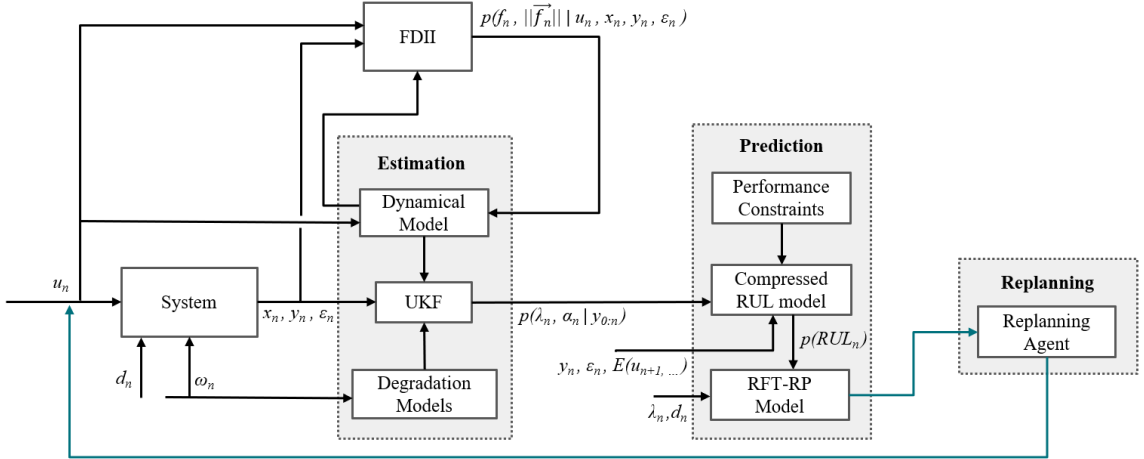 p(fₙ, ||f⃗ₙ|| | uₙ, xₙ, yₙ, εₙ)
FDII
Estimation
Prediction
Dynamical
Model
Performance
Constraints
uₙ
System
UKF
Compressed
RUL model
Replanning
xₙ, yₙ, εₙ
p(λₙ, αₙ | y₀:ₙ)
Replanning
Agent
p(RULₙ)
yₙ, εₙ, E(uₙ₊₁, ...)
dₙ
ωₙ
Degradation
Models
RFT-RP
Model
λₙ,dₙ